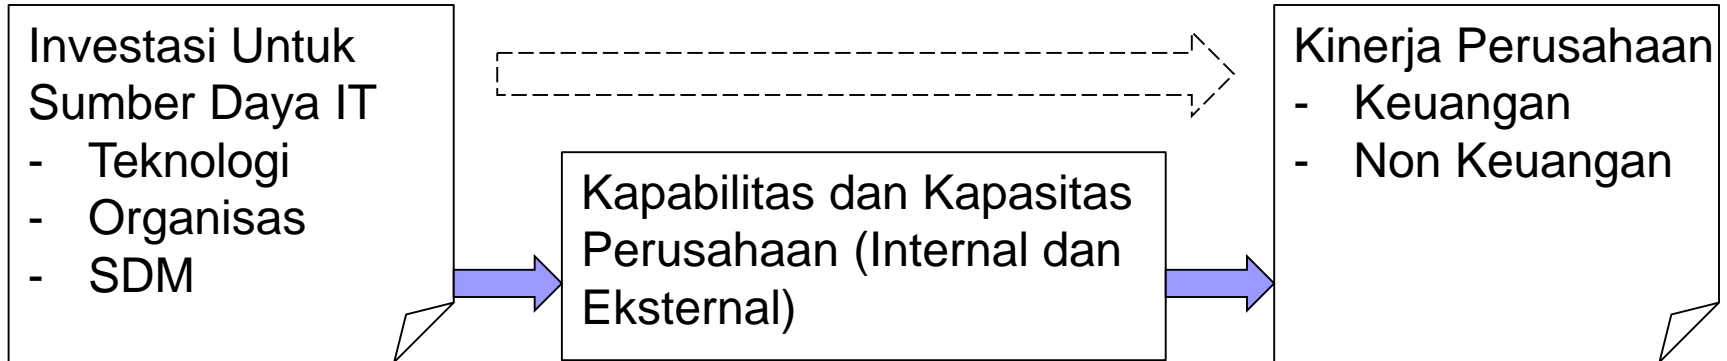 Investasi Untuk
Sumber Daya IT
- Teknologi
- Organisas
- SDM
Kapabilitas dan Kapasitas
Perusahaan (Internal dan
Eksternal)
Kinerja Perusahaan
- Keuangan
- Non Keuangan